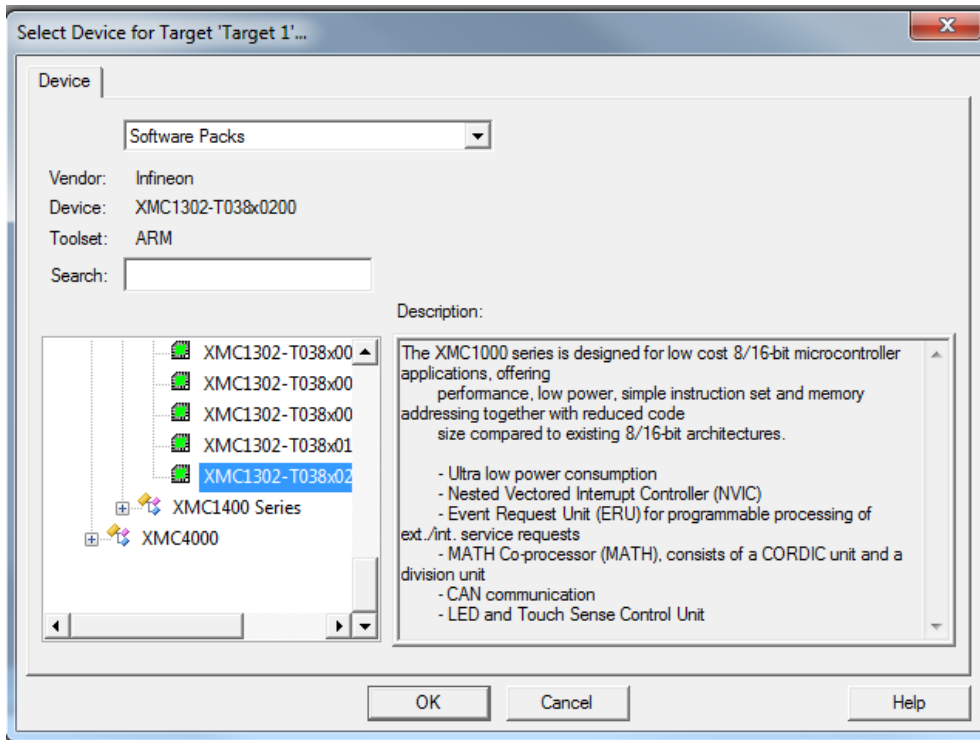 Select Device for Target 'Target 1'...
Device
Software Packs
Vendor: Infineon
Device: XMC1302-T038x0200
Toolset: ARM
Search:
Description:
XMC1302-T038x00
XMC1302-T038x00
XMC1302-T038x00
XMC1302-T038x01
XMC1302-T038x02
XMC1400 Series
XMC4000
The XMC1000 series is designed for low cost 8/16-bit microcontroller
applications, offering
performance, low power, simple instruction set and memory
addressing together with reduced code
size compared to existing 8/16-bit architectures.
- Ultra low power consumption
- Nested Vectored Interrupt Controller (NVIC)
- Event Request Unit (ERU) for programmable processing of
ext./int. service requests
- MATH Co-processor (MATH), consists of a CORDIC unit and a
division unit
- CAN communication
- LED and Touch Sense Control Unit
OK
Cancel
Help